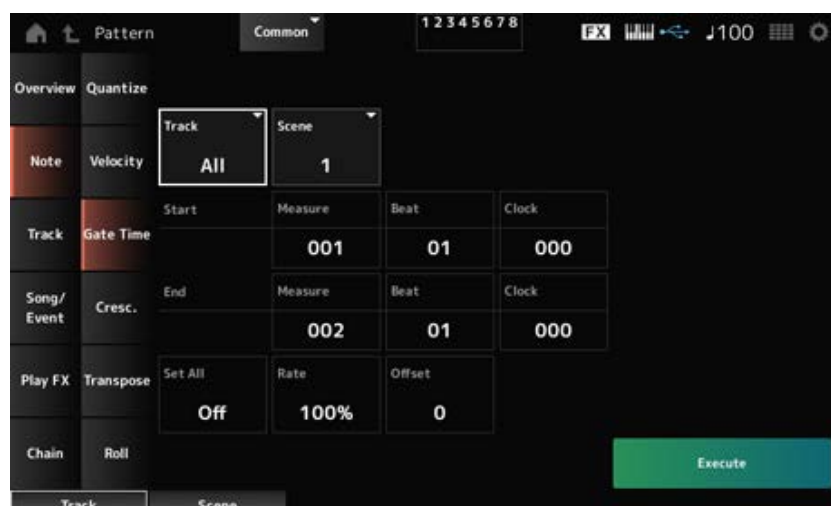 Pattern
Common
12345678
FX
♩100
Overview
Quantize
Track
All
Scene
1
Note
Velocity
Start
Measure
001
Beat
01
Clock
000
Track
Gate Time
End
Measure
002
Beat
01
Clock
000
Song/
Event
Cresc.
Set All
Off
Rate
100%
Offset
0
Play FX
Transpose
Chain
Roll
Execute
Track
Scene